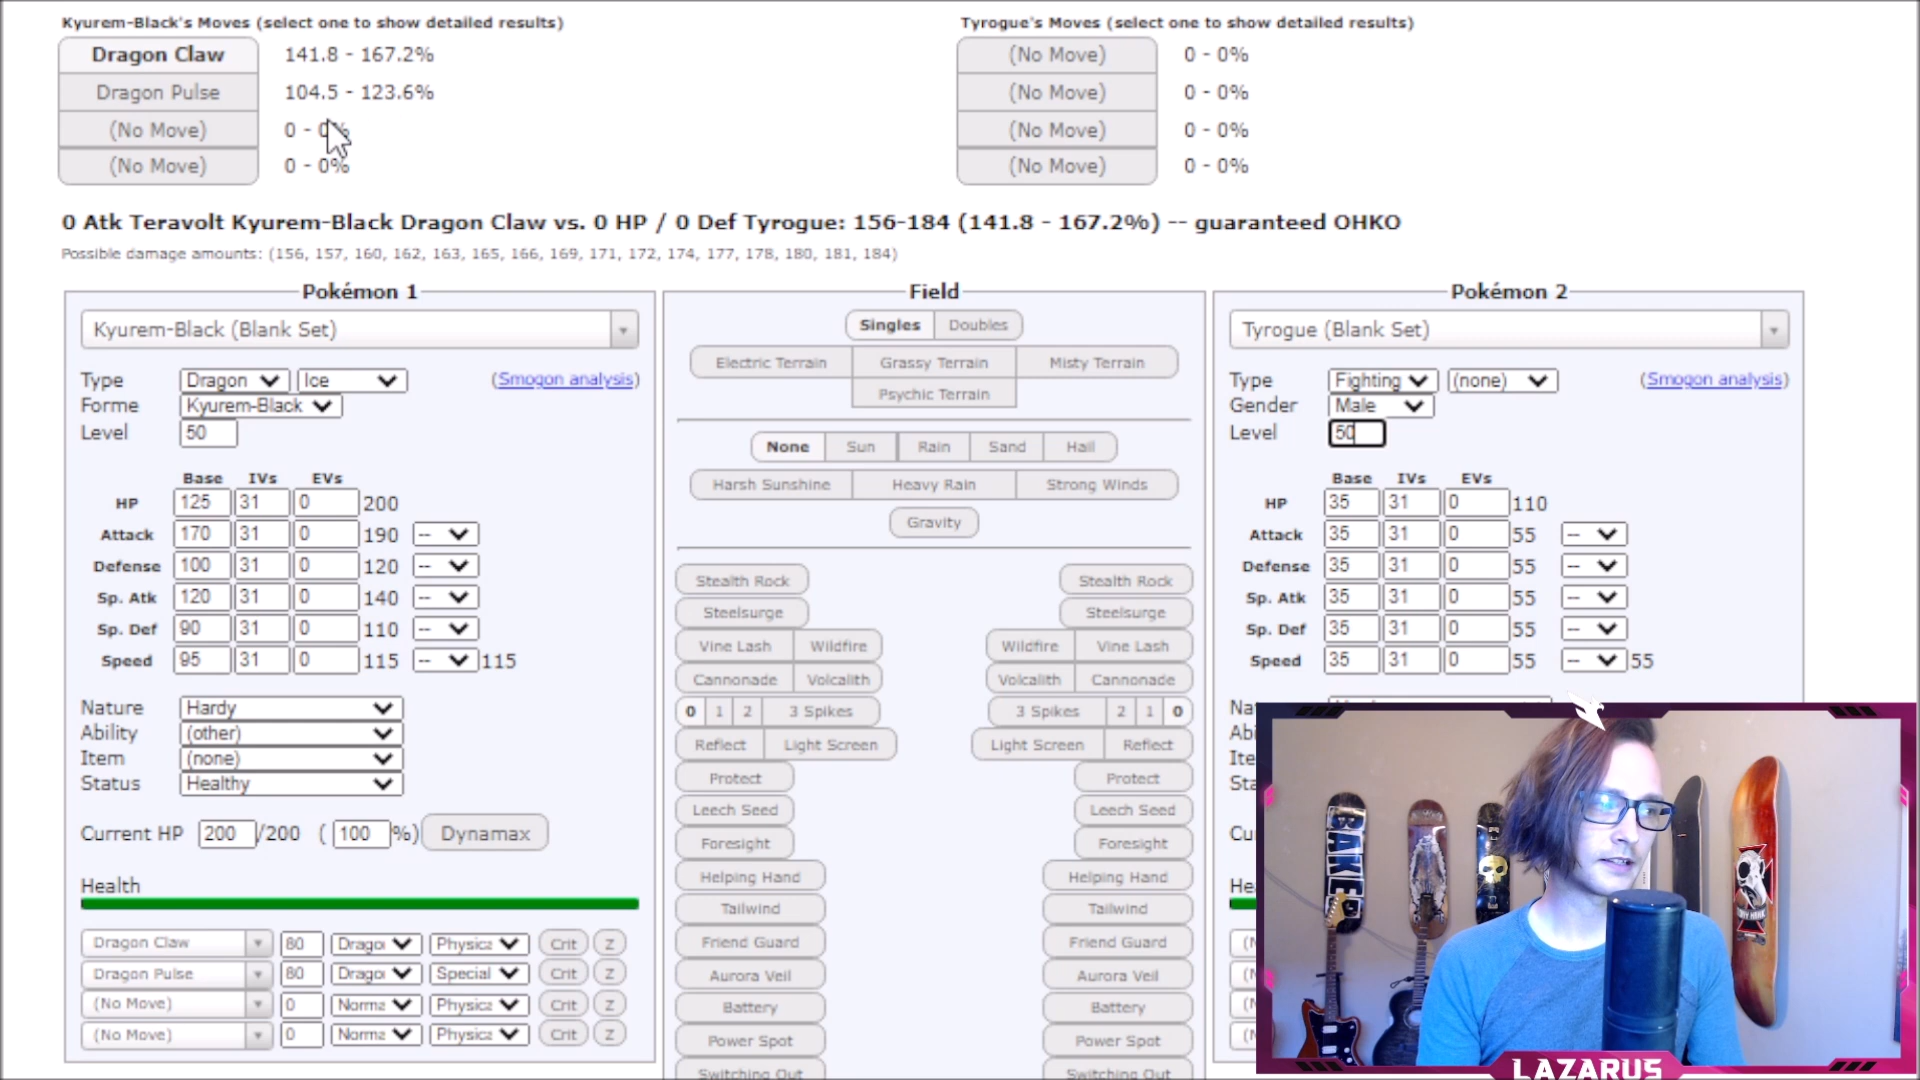 Kyurem-Black's Moves (select one to show detailed results)
Dragon Claw 141.8 - 167.2%
Dragon Pulse 104.5 - 123.6%
(No Move) 0 - 0%
(No Move) 0 - 0%
Tyrogue's Moves (select one to show detailed results)
(No Move) 0 - 0%
(No Move) 0 - 0%
(No Move) 0 - 0%
(No Move) 0 - 0%
0 Atk Teravolt Kyurem-Black Dragon Claw vs. 0 HP / 0 Def Tyrogue: 156-184 (141.8 - 167.2%) -- guaranteed OHKO
Possible damage amounts: (156, 157, 160, 162, 163, 165, 166, 169, 171, 172, 174, 177, 178, 180, 181, 184)
Pokémon 1
Kyurem-Black (Blank Set)
Type Dragon Ice (Smogon analysis)
Forme Kyurem-Black
Level 50
Base IVs EVs
HP 125 31 0 200
Attack 170 31 0 190 --
Defense 100 31 0 120 --
Sp. Atk 120 31 0 140 --
Sp. Def 90 31 0 110 --
Speed 95 31 0 115 -- 115
Nature Hardy
Ability (other)
Item (none)
Status Healthy
Current HP 200 /200 ( 100 %) Dynamax
Health
Dragon Claw 80 Drago Physica Crit Z
Dragon Pulse 80 Drago Special Crit Z
(No Move) 0 Norma Physica Crit Z
(No Move) 0 Norma Physica Crit Z
Field
Singles Doubles
Electric Terrain Grassy Terrain Misty Terrain
Psychic Terrain
None Sun Rain Sand Hail
Harsh Sunshine Heavy Rain Strong Winds
Gravity
Stealth Rock Stealth Rock
Steelsurge Steelsurge
Vine Lash Wildfire Wildfire Vine Lash
Cannonade Volcalith Volcalith Cannonade
0 1 2 3 Spikes 3 Spikes 2 1 0
Reflect Light Screen Light Screen Reflect
Protect Protect
Leech Seed Leech Seed
Foresight Foresight
Helping Hand Helping Hand
Tailwind Tailwind
Friend Guard Friend Guard
Aurora Veil Aurora Veil
Battery Battery
Power Spot Power Spot
Switching Out Switching Out
Pokémon 2
Tyrogue (Blank Set)
Type Fighting (none) (Smogon analysis)
Gender Male
Level 50
Base IVs EVs
HP 35 31 0 110
Attack 35 31 0 55 --
Defense 35 31 0 55 --
Sp. Atk 35 31 0 55 --
Sp. Def 35 31 0 55 --
Speed 35 31 0 55 -- 55
LAZARUS